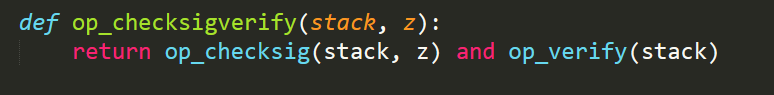 def op_checksigverify(stack, z):
    return op_checksig(stack, z) and op_verify(stack)